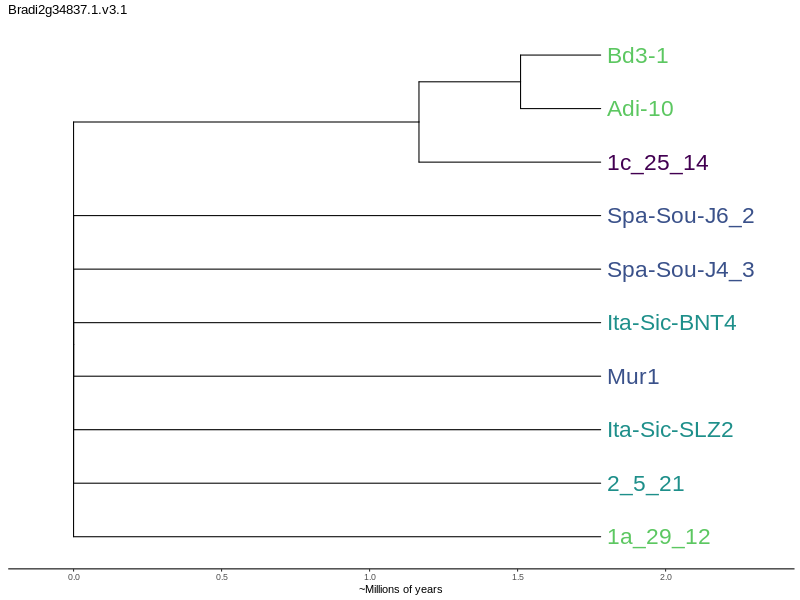 Bradi2g34837.1.v3.1
Bd3-1
Adi-10
1c_25_14
Spa-Sou-J6_2
Spa-Sou-J4_3
Ita-Sic-BNT4
Mur1
Ita-Sic-SLZ2
2_5_21
1a_29_12
0.0 0.5 1.0 1.5 2.0
~Millions of years